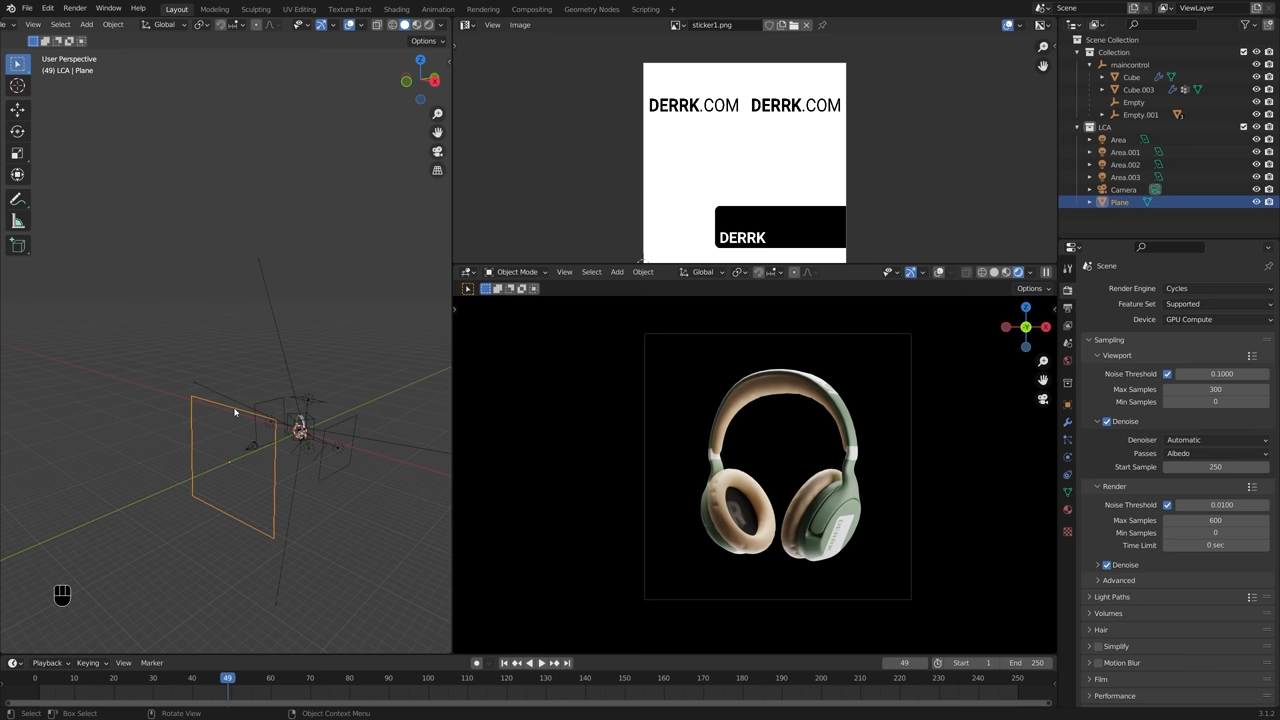 File Edit Render Window Help Layout Modeling Sculpting UV Editing Texture Paint Shading Animation Rendering Compositing Geometry Nodes Scripting Scene ViewLayer
View Select Add Object Global
Options
User Perspective
(49) LCA | Plane
View Image sticker1.png
DERRK.COM DERRK.COM
DERRK
Object Mode View Select Add Object Global
Options
Z
X
DERRK
Scene Collection
Collection
maincontrol
Cube
Cube.003
Empty
Empty.001
LCA
Area
Area.001
Area.002
Area.003
Camera
Plane
Scene
Render Engine Cycles
Feature Set Supported
Device GPU Compute
Sampling
Viewport
Noise Threshold 0.1000
Max Samples 300
Min Samples 0
Denoise
Denoiser Automatic
Passes Albedo
Start Sample 250
Render
Noise Threshold 0.0100
Max Samples 600
Min Samples 0
Time Limit 0 sec
Denoise
Advanced
Light Paths
Volumes
Hair
Simplify
Motion Blur
Film
Performance
Playback Keying View Marker 49 Start 1 End 250
0 20 30 40 49 60 70 80 90 100 110 120 130 140 150 160 170 180 190 200 210 220 230 240 250
Select Box Select Rotate View Object Context Menu 3.1.2